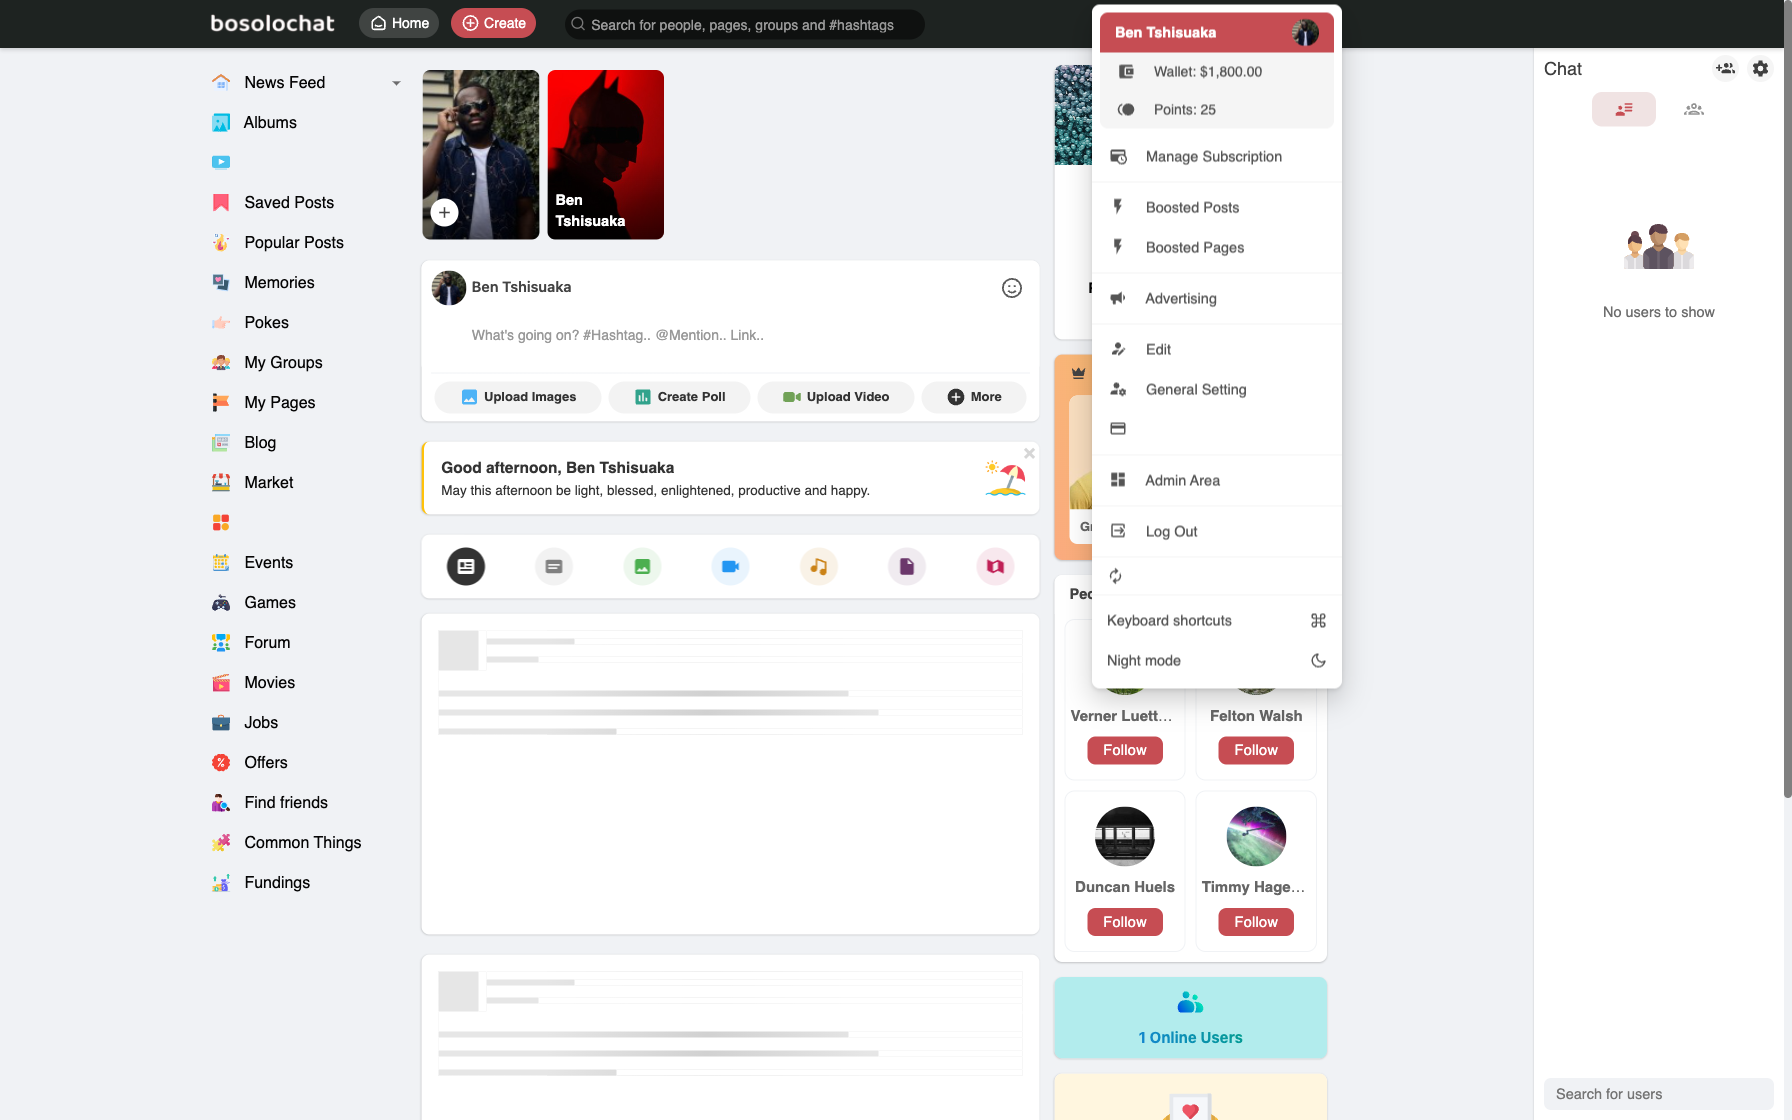 bosolochat
Home
Create
Search for people, pages, groups and #hashtags
News Feed
Albums
Saved Posts
Popular Posts
Memories
Pokes
My Groups
My Pages
Blog
Market
Events
Games
Forum
Movies
Jobs
Offers
Find friends
Common Things
Fundings
Ben
Tshisuaka
Ben Tshisuaka
What's going on? #Hashtag.. @Mention.. Link..
Upload Images
Create Poll
Upload Video
More
Good afternoon, Ben Tshisuaka
May this afternoon be light, blessed, enlightened, productive and happy.
Ben Tshisuaka
Wallet: $1,800.00
Points: 25
Manage Subscription
Boosted Posts
Boosted Pages
Advertising
Edit
General Setting
Admin Area
Log Out
Keyboard shortcuts
Night mode
Verner Luett...
Follow
Felton Walsh
Follow
Duncan Huels
Follow
Timmy Hage...
Follow
1 Online Users
Chat
No users to show
Search for users